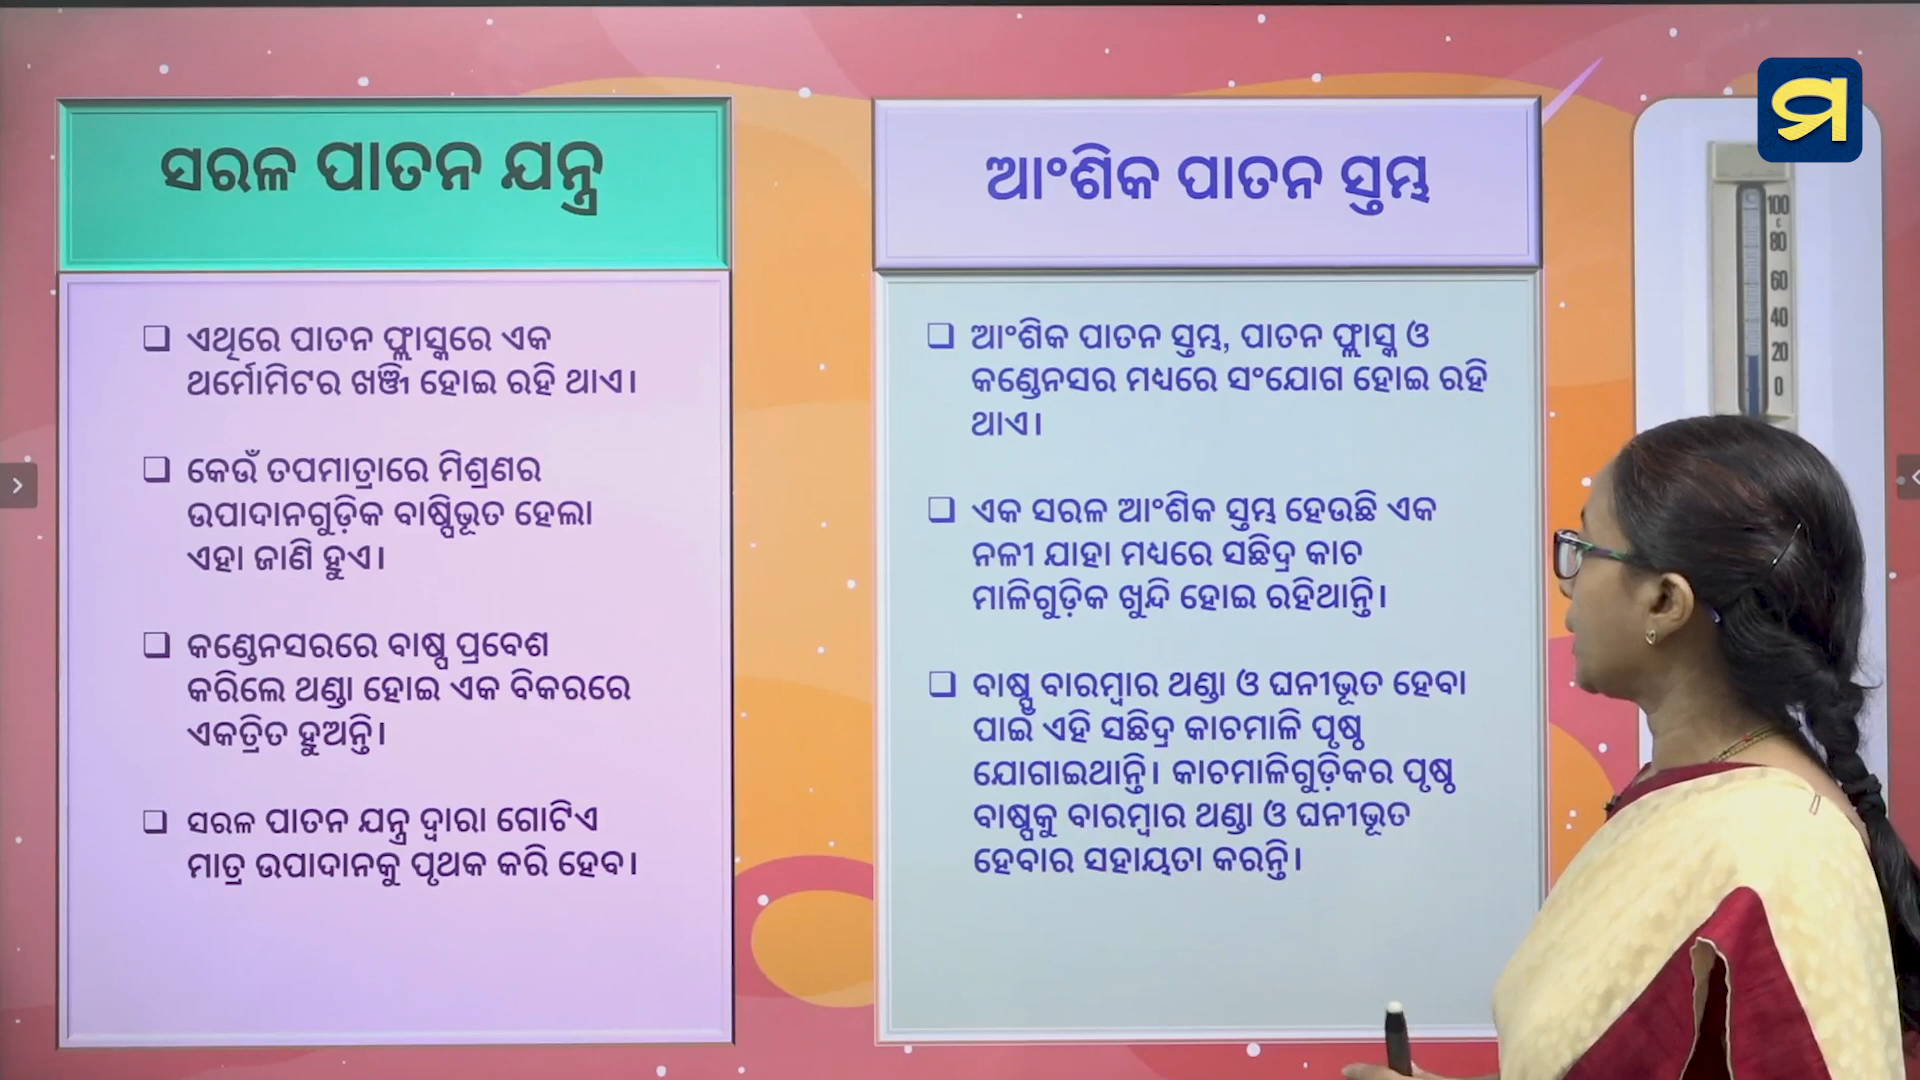 ସରଳ ପାତନ ଯନ୍ତ୍ର
ଏଥିରେ ପାତନ ଫ୍ଲାସ୍କରେ ଏକ
ଥର୍ମୋମିଟର ଖଞ୍ଜି ହୋଇ ରହି ଥାଏ।
କେଉଁ ତପମାତ୍ରାରେ ମିଶ୍ରଣର
ଉପାଦାନଗୁଡ଼ିକ ବାଷ୍ପିଭୂତ ହେଲା
ଏହା ଜାଣି ହୁଏ।
କଣ୍ଡେନସରରେ ବାଷ୍ପ ପ୍ରବେଶ
କରିଲେ ଥଣ୍ଡା ହୋଇ ଏକ ବିକରରେ
ଏକତ୍ରିତ ହୁଅନ୍ତି।
ସରଳ ପାତନ ଯନ୍ତ୍ର ଦ୍ୱାରା ଗୋଟିଏ
ମାତ୍ର ଉପାଦାନକୁ ପୃଥକ କରି ହେବ।
ଆଂଶିକ ପାତନ ସ୍ତମ୍ଭ
ଆଂଶିକ ପାତନ ସ୍ତମ୍ଭ, ପାତନ ଫ୍ଲାସ୍କ ଓ
କଣ୍ଡେନସର ମଧ୍ୟରେ ସଂଯୋଗ ହୋଇ ରହି
ଥାଏ।
ଏକ ସରଳ ଆଂଶିକ ସ୍ତମ୍ଭ ହେଉଛି ଏକ
ନଳୀ ଯାହା ମଧ୍ୟରେ ସଛିଦ୍ର କାଚ
ମାଳିଗୁଡ଼ିକ ଖୁନ୍ଦି ହୋଇ ରହିଥାନ୍ତି।
ବାଷ୍ପ ବାରମ୍ବାର ଥଣ୍ଡା ଓ ଘନୀଭୂତ ହେବା
ପାଇଁ ଏହି ସଛିଦ୍ର କାଚମାଳି ପୃଷ୍ଠ
ଯୋଗାଇଥାନ୍ତି। କାଚମାଳିଗୁଡ଼ିକର ପୃଷ୍ଠ
ବାଷ୍ପକୁ ବାରମ୍ବାର ଥଣ୍ଡା ଓ ଘନୀଭୂତ
ହେବାର ସହାୟତା କରନ୍ତି।
ମ
100
c
80
60
40
20
0